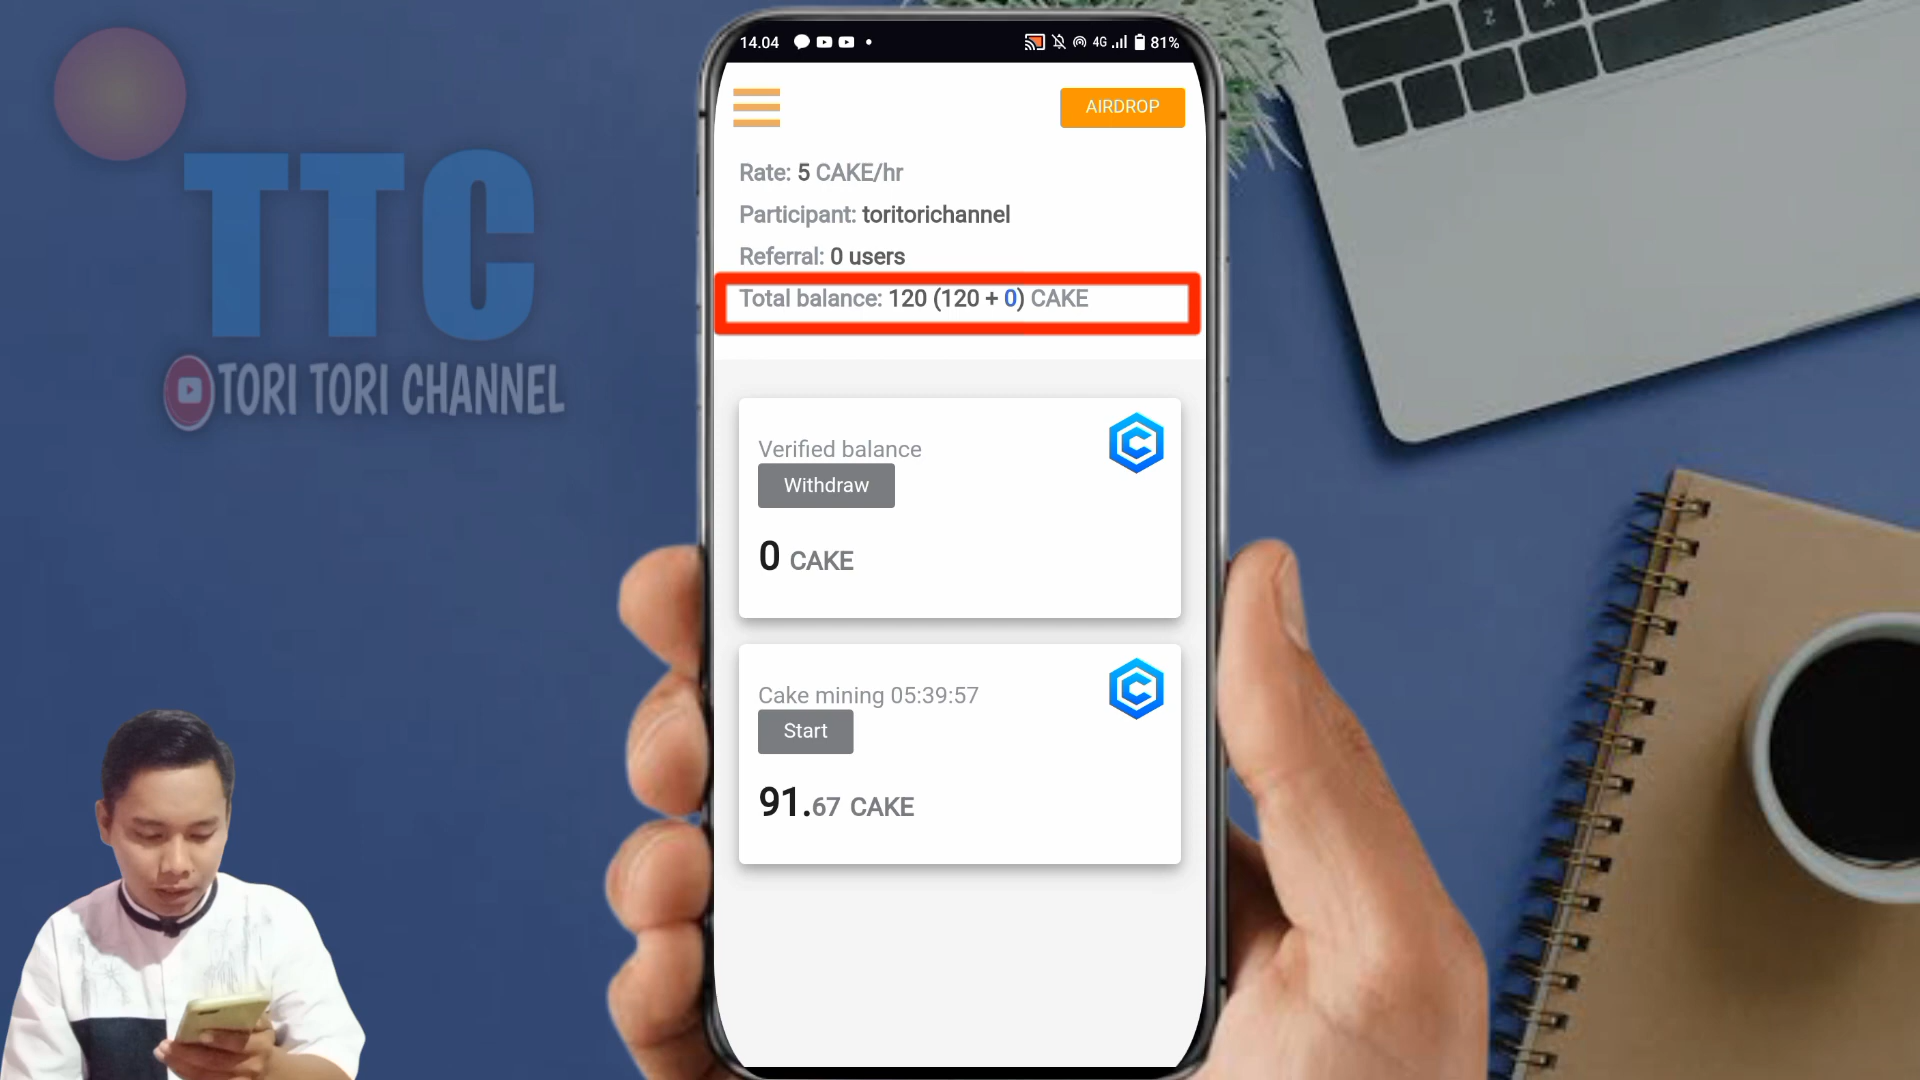 TTC
TORI TORI CHANNEL
14.04
4G
81%
AIRDROP
Rate: 5 CAKE/hr
Participant: toritorichannel
Referral: 0 users
Total balance: 120 (120 + 0) CAKE
Verified balance
Withdraw
0 CAKE
Cake mining 05:39:57
Start
91.67 CAKE
Z